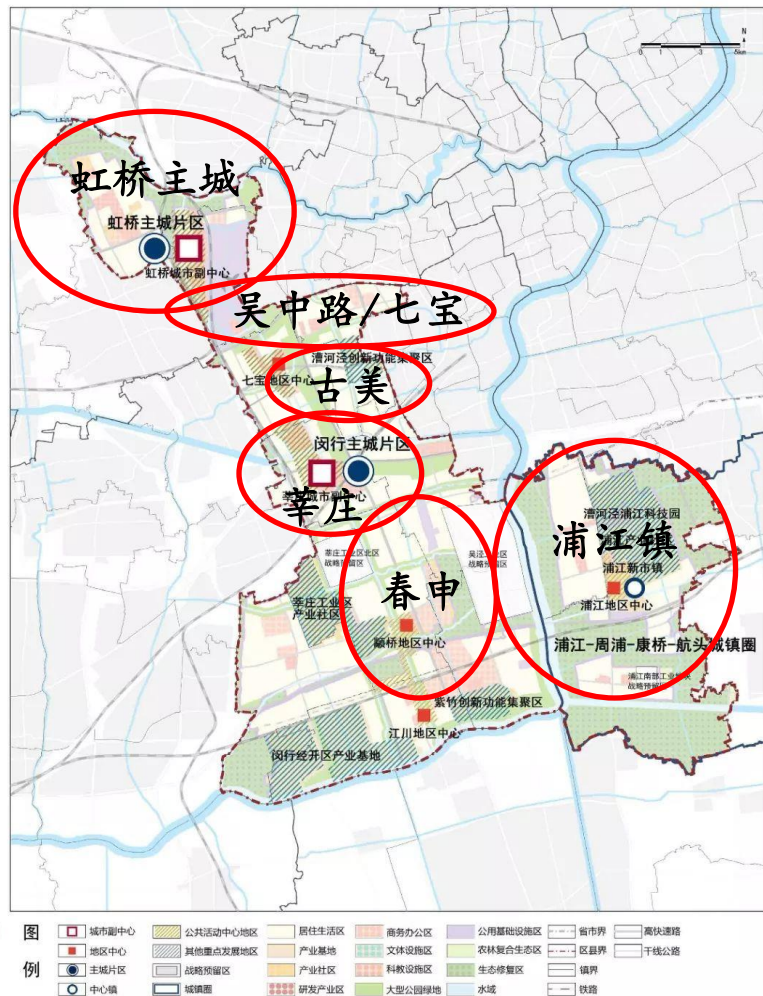 N
0 1 3 5km
虹桥主城
虹桥主城片区
虹桥城市副中心
吴中路/七宝
漕河泾创新功能集聚区
七宝地区中心
古美
闵行主城片区
莘庄城市副中心
莘庄
漕河泾浦江科技园
浦江镇
浦江新市镇
浦江地区中心
莘庄工业区北区
战略预留区
吴泾工业区
战略预留区
春申
莘庄工业区
产业社区
颛桥地区中心
浦江-周浦-康桥-航头城镇圈
浦江南部工业地块
战略预留区
紫竹创新功能集聚区
江川地区中心
闵行经开区产业基地
图例
城市副中心 公共活动中心地区 居住生活区 商务办公区 公用基础设施区 省市界 高快速路
地区中心 其他重点发展地区 产业基地 文体设施区 农林复合生态区 区县界 干线公路
主城片区 战略预留区 产业社区 科教设施区 生态修复区 镇界
中心镇 城镇圈 研发产业区 大型公园绿地 水域 铁路